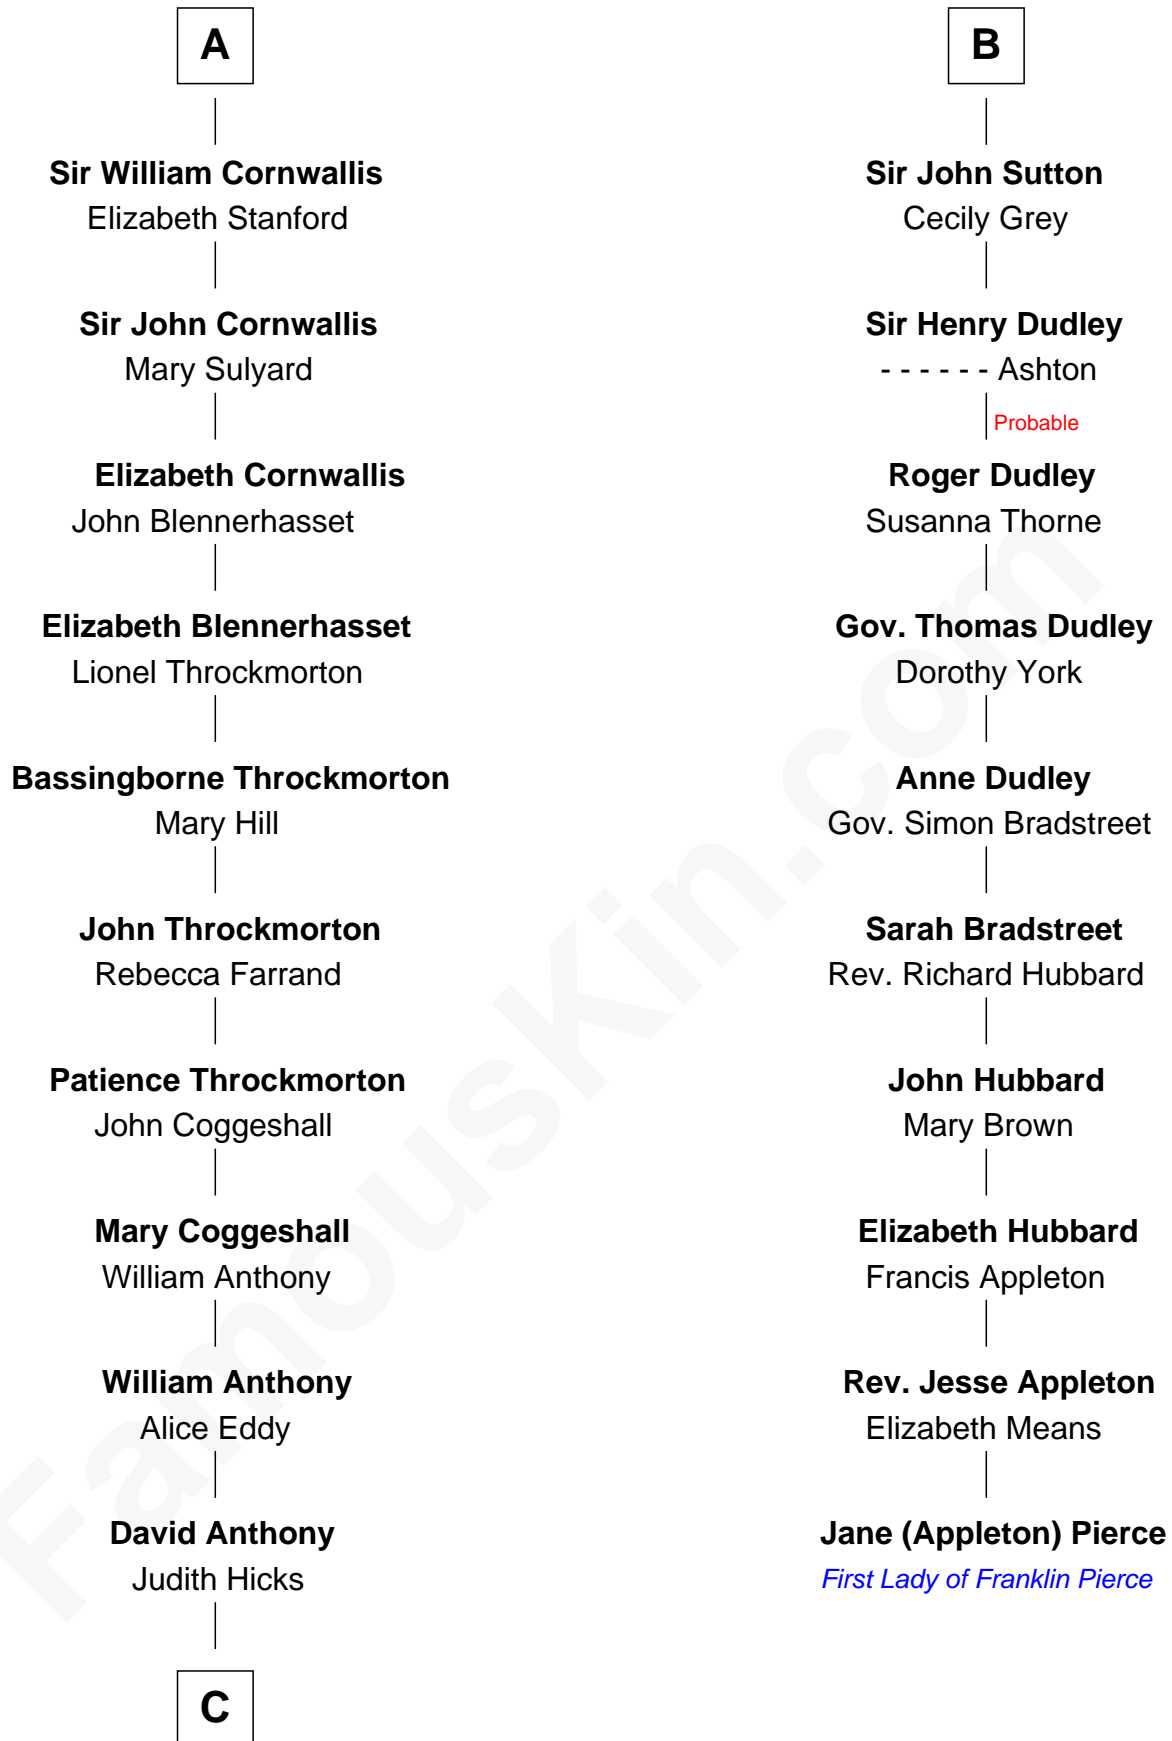 A
Sir William Cornwallis
Elizabeth Stanford
Sir John Cornwallis
Mary Sulyard
Elizabeth Cornwallis
John Blennerhasset
Elizabeth Blennerhasset
Lionel Throckmorton
Bassingborne Throckmorton
Mary Hill
John Throckmorton
Rebecca Farrand
Patience Throckmorton
John Coggeshall
Mary Coggeshall
William Anthony
William Anthony
Alice Eddy
David Anthony
Judith Hicks
C
B
Sir John Sutton
Cecily Grey
Sir Henry Dudley
- - - - - - Ashton
Probable
Roger Dudley
Susanna Thorne
Gov. Thomas Dudley
Dorothy York
Anne Dudley
Gov. Simon Bradstreet
Sarah Bradstreet
Rev. Richard Hubbard
John Hubbard
Mary Brown
Elizabeth Hubbard
Francis Appleton
Rev. Jesse Appleton
Elizabeth Means
Jane (Appleton) Pierce
First Lady of Franklin Pierce
FamousKin.com